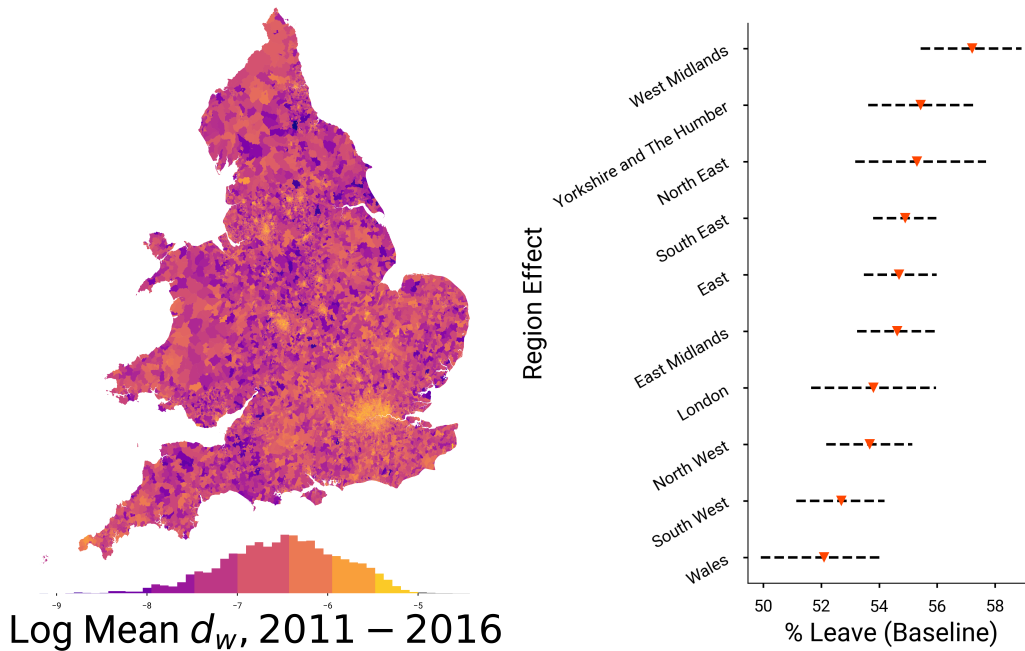 -9 -8 -7 -6 -5
Log Mean d_w, 2011 − 2016
Region Effect
West Midlands
Yorkshire and The Humber
North East
South East
East
East Midlands
London
North West
South West
Wales
50 52 54 56 58
% Leave (Baseline)